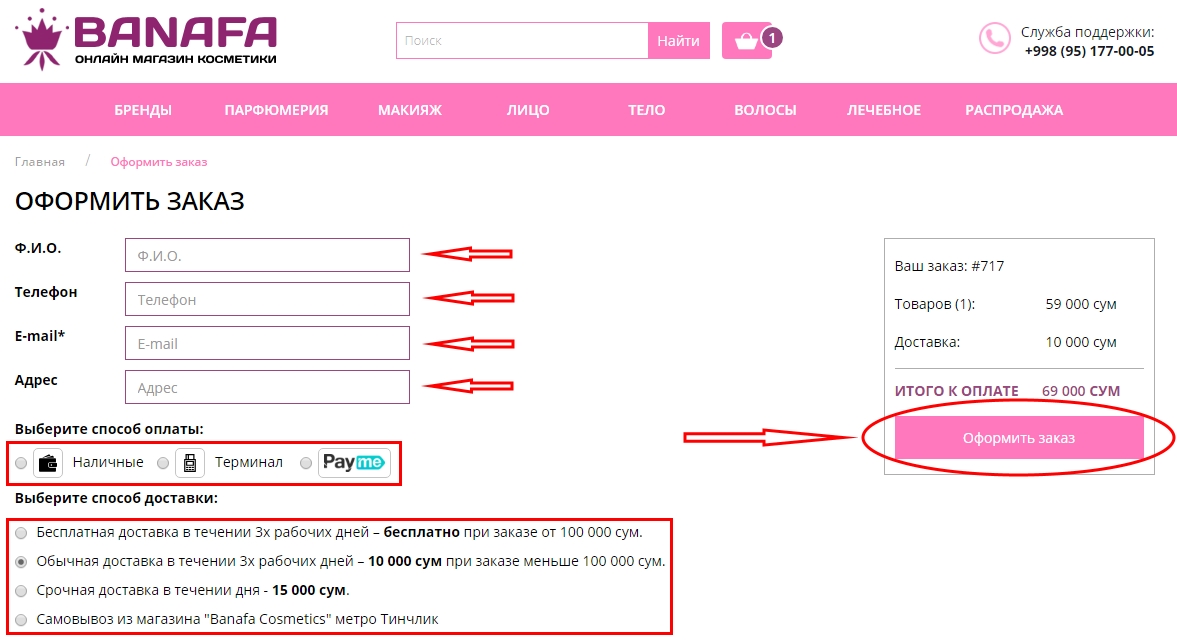 BANAFA
ОНЛАЙН МАГАЗИН КОСМЕТИКИ
Поиск
Найти
1
Служба поддержки:
+998 (95) 177-00-05
БРЕНДЫ ПАРФЮМЕРИЯ МАКИЯЖ ЛИЦО ТЕЛО ВОЛОСЫ ЛЕЧЕБНОЕ РАСПРОДАЖА
Главная / Оформить заказ
ОФОРМИТЬ ЗАКАЗ
Ф.И.О. Ф.И.О.
Телефон Телефон
E-mail* E-mail
Адрес Адрес
Выберите способ оплаты:
Наличные Терминал Payme
Выберите способ доставки:
Бесплатная доставка в течении 3х рабочих дней – бесплатно при заказе от 100 000 сум.
Обычная доставка в течении 3х рабочих дней – 10 000 сум при заказе меньше 100 000 сум.
Срочная доставка в течении дня - 15 000 сум.
Самовывоз из магазина "Banafa Cosmetics" метро Тинчлик
Ваш заказ: #717
Товаров (1): 59 000 сум
Доставка: 10 000 сум
ИТОГО К ОПЛАТЕ 69 000 СУМ
Оформить заказ